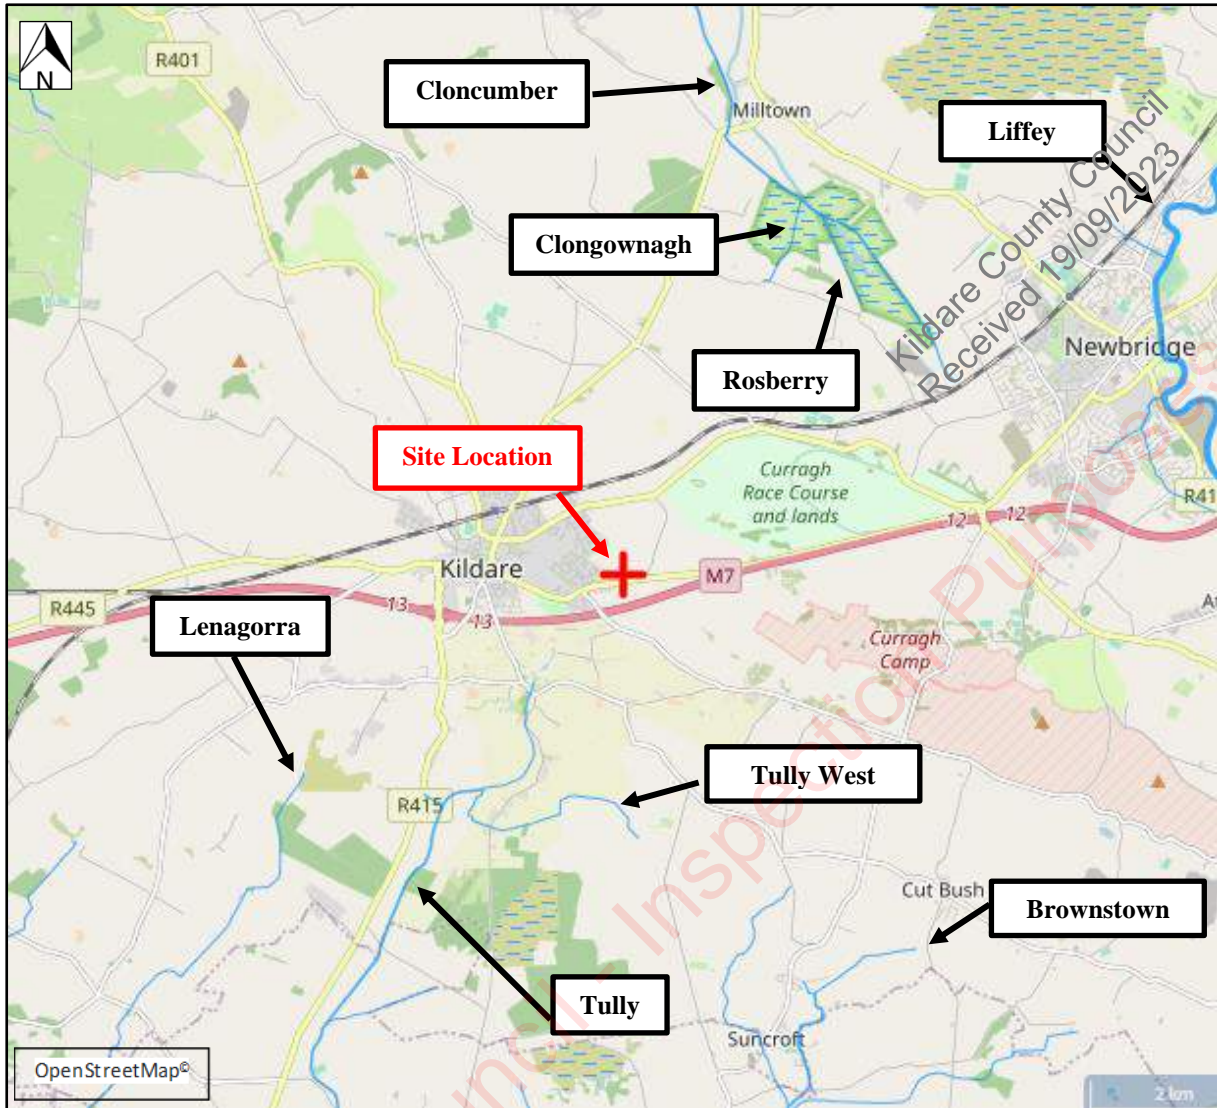 N
R401
Cloncumber
Milltown
Liffey
Clongownagh
Rosberry
Newbridge
Kildare County Council
Received 19/09/2023
Site Location
Curragh
Race Course
and lands
R41
12
12
Kildare
M7
R445
13
13
Lenagorra
Curragh
Camp
Tully West
R415
Cut Bush
Brownstown
Tully
Suncroft
OpenStreetMap©
2 km
Inspection Purposes